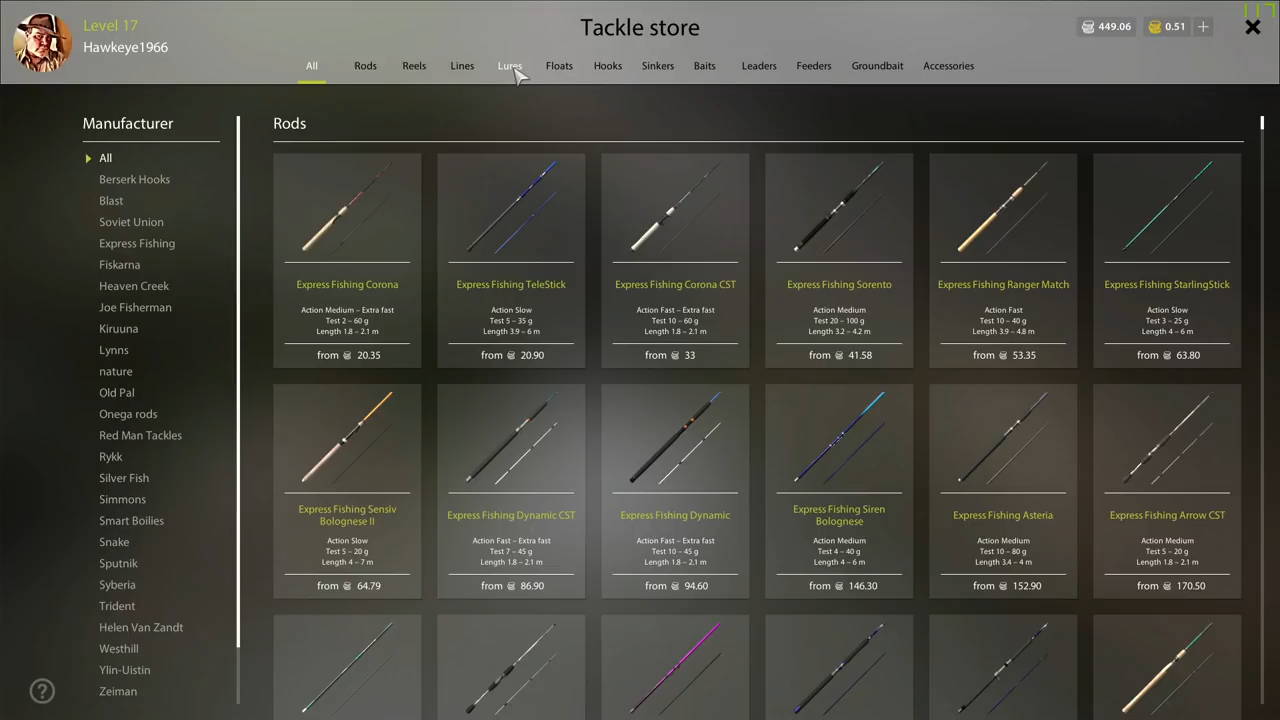 Level 17
Hawkeye1966
Tackle store
449.06
0.51 +
117
All Rods Reels Lines Lures Floats Hooks Sinkers Baits Leaders Feeders Groundbait Accessories
Manufacturer
All
Berserk Hooks
Blast
Soviet Union
Express Fishing
Fiskarna
Heaven Creek
Joe Fisherman
Kiruuna
Lynns
nature
Old Pal
Onega rods
Red Man Tackles
Rykk
Silver Fish
Simmons
Smart Boilies
Snake
Sputnik
Syberia
Trident
Helen Van Zandt
Westhill
Ylin-Uistin
Zeiman
?
Rods
Express Fishing Corona
Action Medium – Extra fast
Test 2 – 60 g
Length 1.8 – 2.1 m
from 20.35
Express Fishing TeleStick
Action Slow
Test 5 – 35 g
Length 3.9 – 6 m
from 20.90
Express Fishing Corona CST
Action Fast – Extra fast
Test 10 – 60 g
Length 1.8 – 2.1 m
from 33
Express Fishing Sorento
Action Medium
Test 20 – 100 g
Length 3.2 – 4.2 m
from 41.58
Express Fishing Ranger Match
Action Fast
Test 10 – 40 g
Length 3.9 – 4.8 m
from 53.35
Express Fishing StarlingStick
Action Slow
Test 3 – 25 g
Length 4 – 6 m
from 63.80
Express Fishing Sensiv
Bolognese II
Action Slow
Test 5 – 20 g
Length 4 – 7 m
from 64.79
Express Fishing Dynamic CST
Action Fast – Extra fast
Test 7 – 45 g
Length 1.8 – 2.1 m
from 86.90
Express Fishing Dynamic
Action Fast – Extra fast
Test 10 – 45 g
Length 1.8 – 2.1 m
from 94.60
Express Fishing Siren
Bolognese
Action Medium
Test 4 – 40 g
Length 4 – 6 m
from 146.30
Express Fishing Asteria
Action Medium
Test 10 – 80 g
Length 3.4 – 4 m
from 152.90
Express Fishing Arrow CST
Action Medium
Test 5 – 20 g
Length 1.8 – 2.1 m
from 170.50